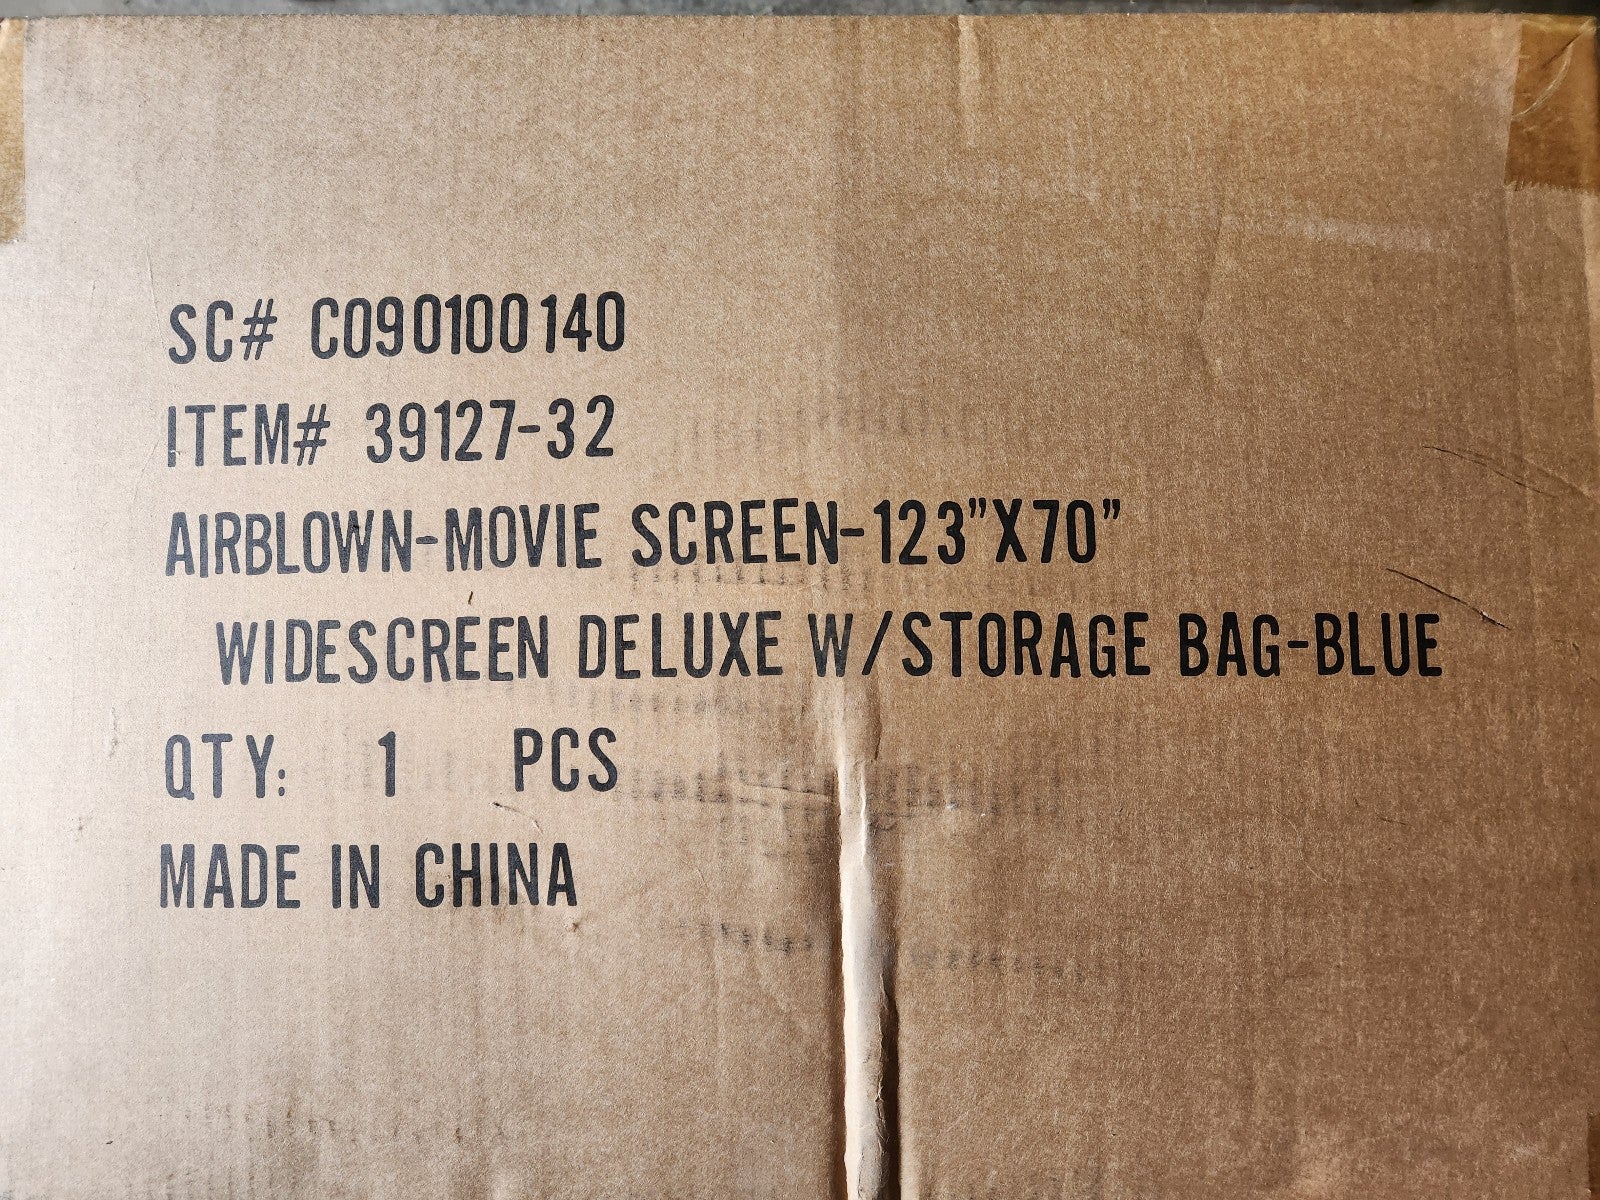 SC# C090100140
ITEM# 39127-32
AIRBLOWN-MOVIE SCREEN-123"X70"
WIDESCREEN DELUXE W/STORAGE BAG-BLUE
QTY: 1 PCS
MADE IN CHINA